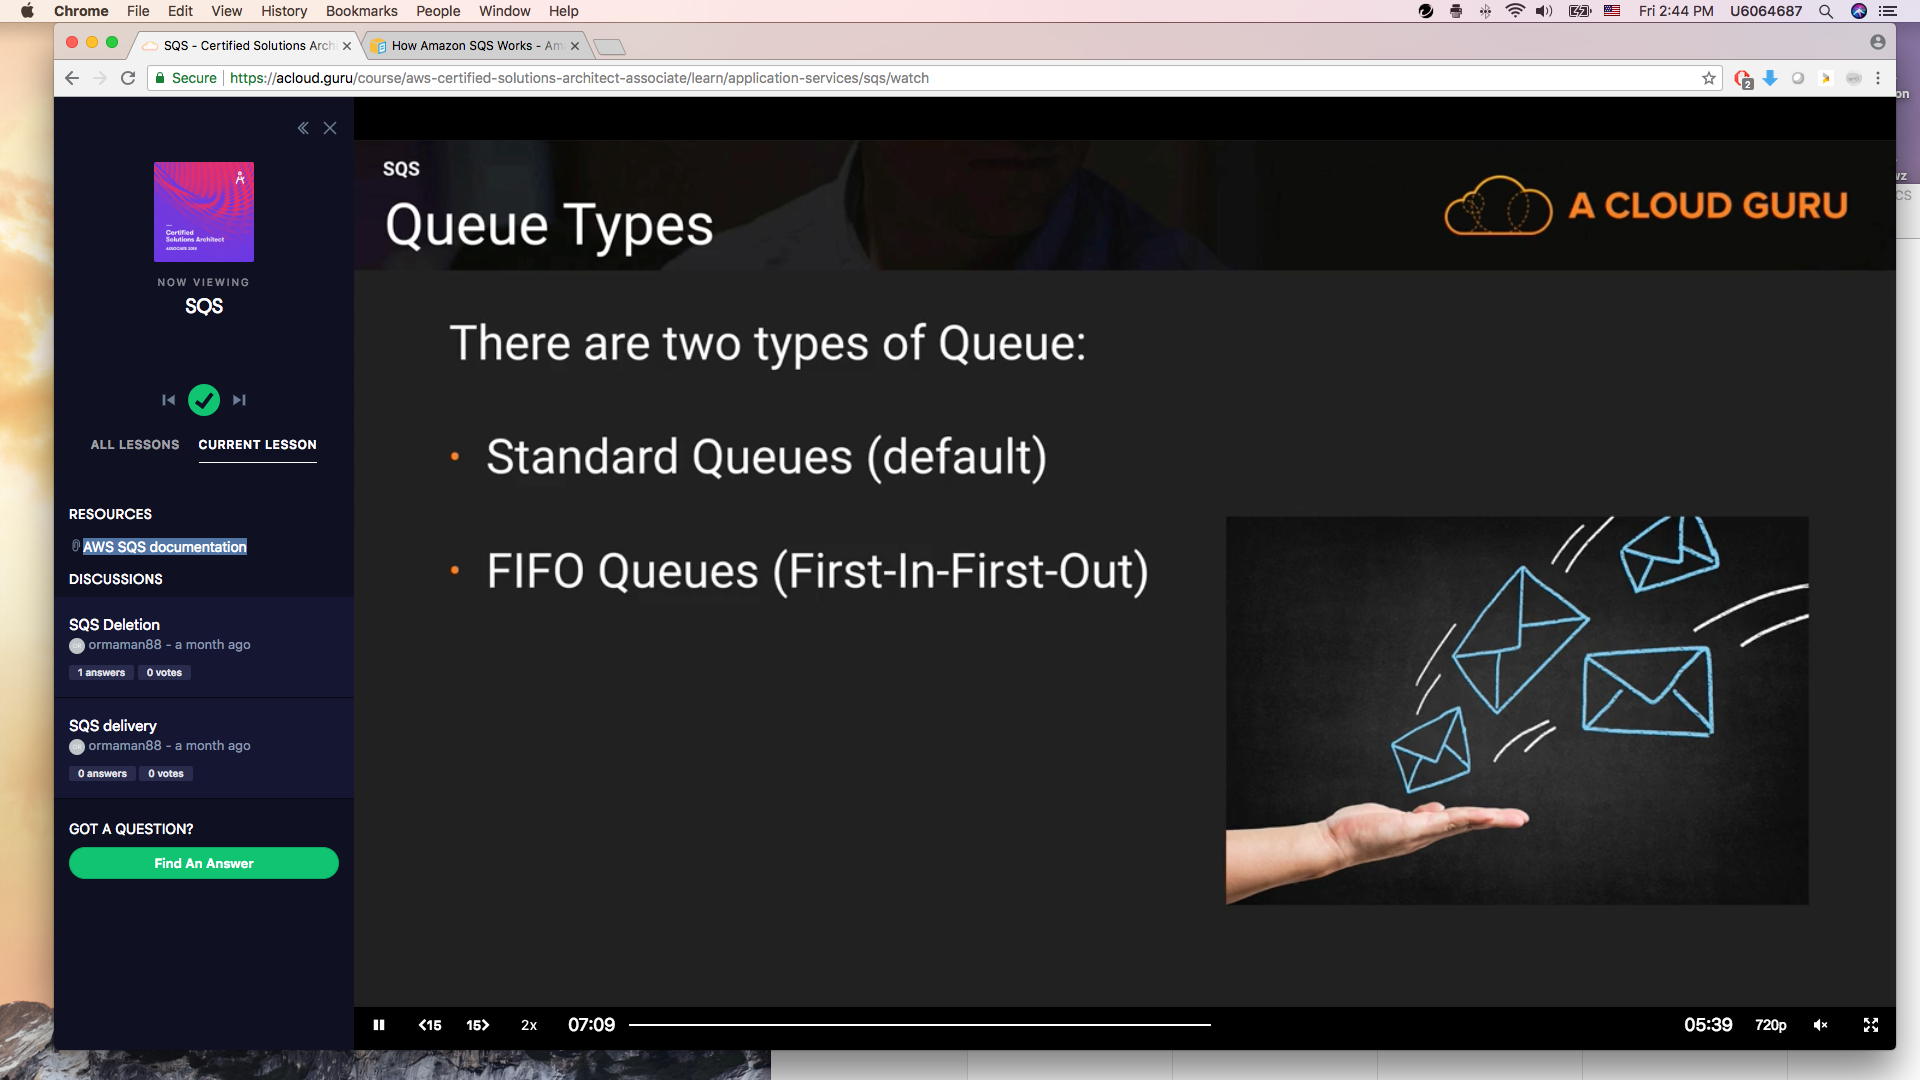 Chrome File Edit View History Bookmarks People Window Help
Fri 2:44 PM U6064687
SQS - Certified Solutions Arch
How Amazon SQS Works - Am
Secure https://acloud.guru/course/aws-certified-solutions-architect-associate/learn/application-services/sqs/watch
2
on
wz
cs
Certified
Solutions Architect
NOW VIEWING
SQS
ALL LESSONS CURRENT LESSON
RESOURCES
AWS SQS documentation
DISCUSSIONS
SQS Deletion
ormaman88 - a month ago
1 answers 0 votes
SQS delivery
ormaman88 - a month ago
0 answers 0 votes
GOT A QUESTION?
Find An Answer
SQS
Queue Types
A CLOUD GURU
There are two types of Queue:
• Standard Queues (default)
• FIFO Queues (First-In-First-Out)
<15 15> 2x 07:09 05:39 720p